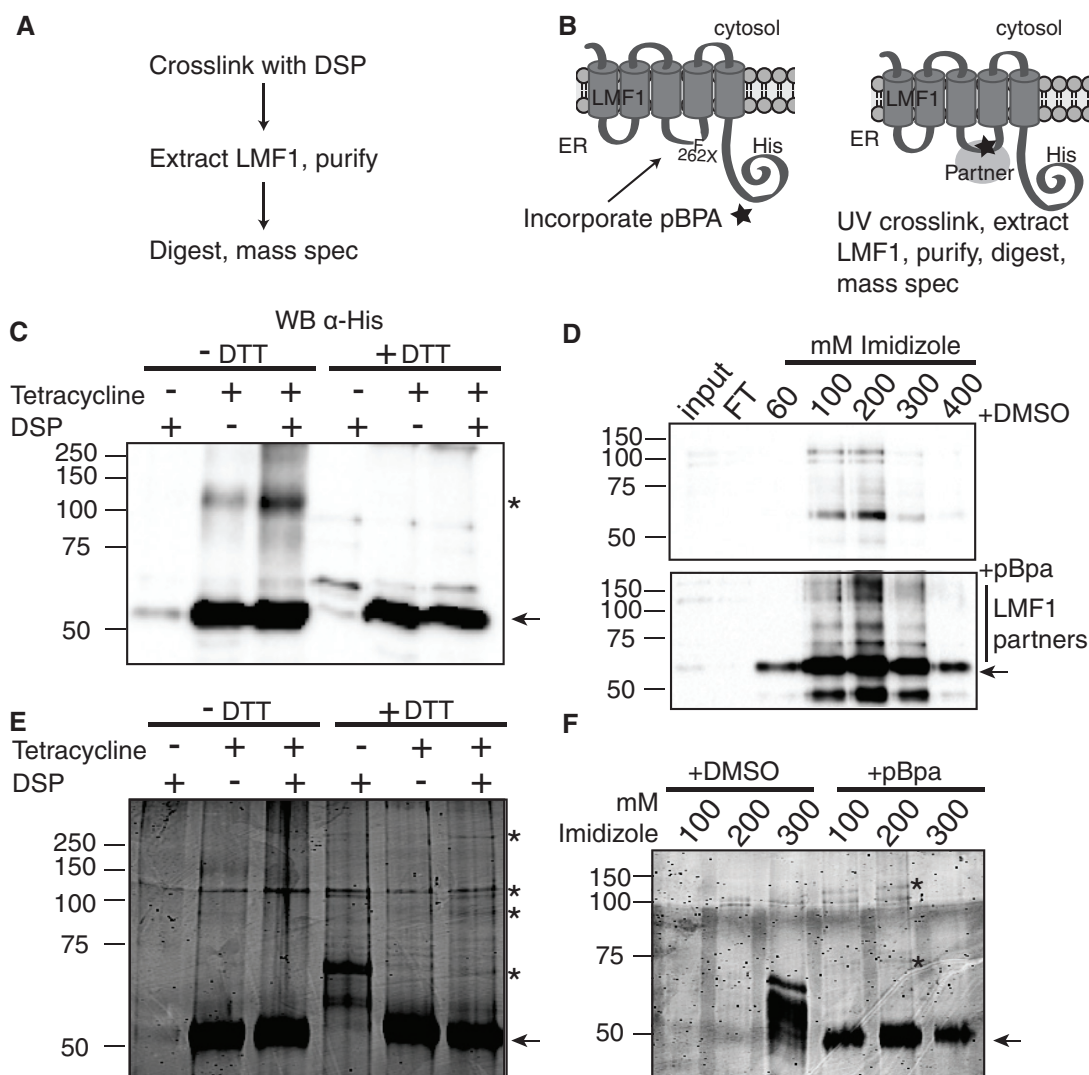 A
Crosslink with DSP
Extract LMF1, purify
Digest, mass spec
B
cytosol
LMF1
ER
F
262X
His
Incorporate pBPA
cytosol
LMF1
ER
His
Partner
UV crosslink, extract
LMF1, purify, digest,
mass spec
C
WB α-His
- DTT + DTT
Tetracycline - + + - + +
DSP + - + + - +
250
150
100
75
50
*
D
mM Imidizole
input FT 60 100 200 300 400
+DMSO
150
100
75
50
+pBpa
150
100
75
50
LMF1
partners
E
- DTT + DTT
Tetracycline - + + - + +
DSP + - + + - +
250
150
100
75
50
*
*
*
*
F
+DMSO +pBpa
mM
Imidizole 100 200 300 100 200 300
150
100
75
50
*
*